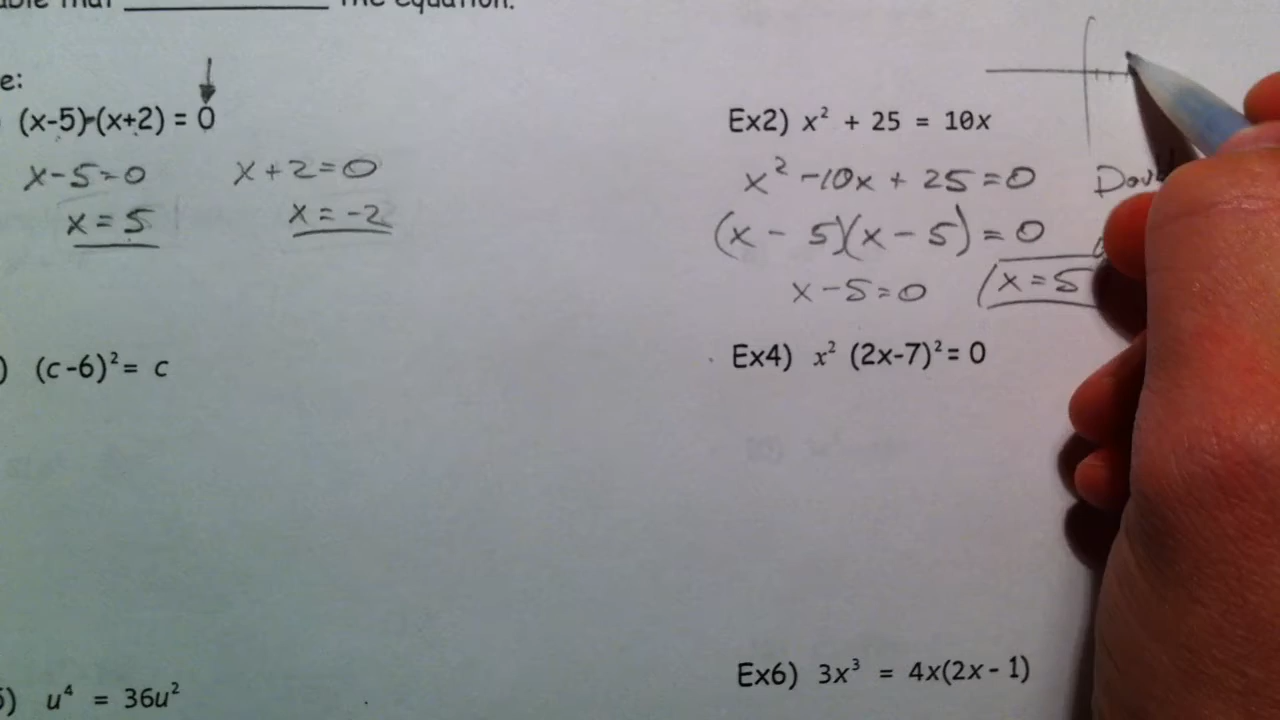 The equation.
e:
(x-5)·(x+2) = 0
x-5=0 x+2=0
x = 5 x = -2
Ex2) x² + 25 = 10x
x² -10x + 25 = 0
(x - 5)(x - 5) = 0
x -5=0 x=5
) (c-6)² = c
Ex4) x² (2x-7)² = 0
) u⁴ = 36u²
Ex6) 3x³ = 4x(2x - 1)